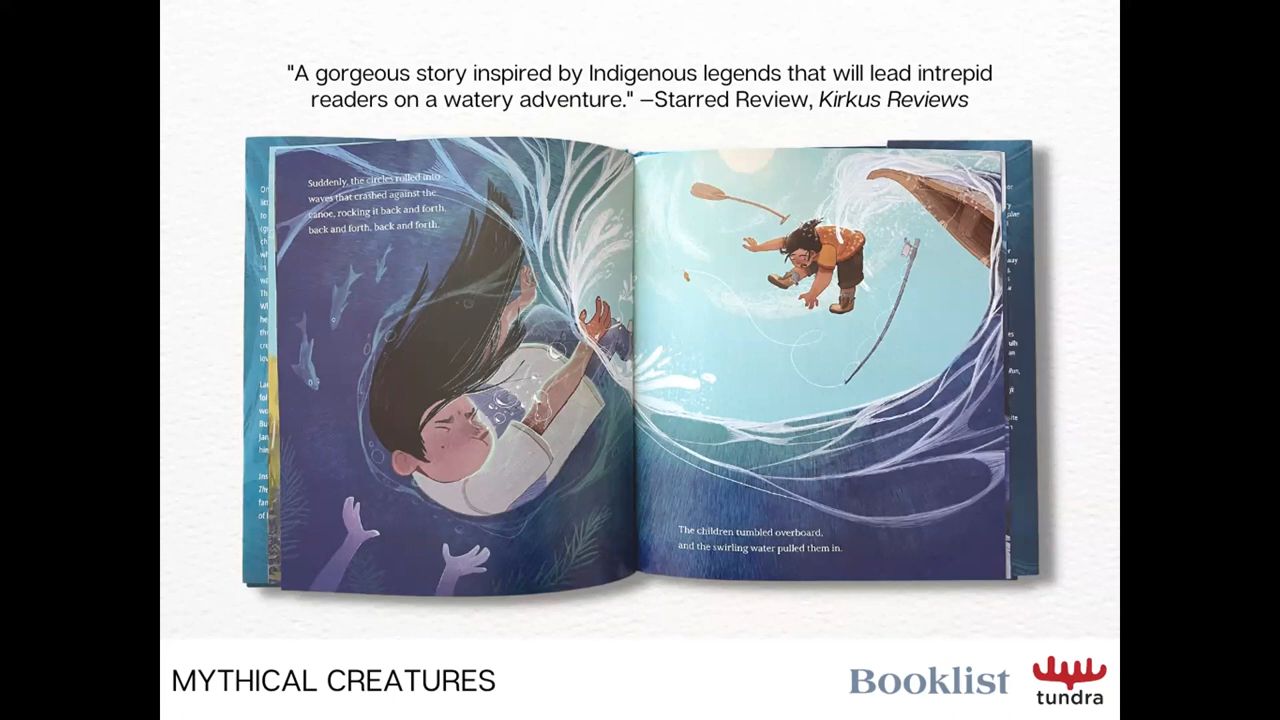 "A gorgeous story inspired by Indigenous legends that will lead intrepid
readers on a watery adventure." —Starred Review, Kirkus Reviews
Suddenly, the circles rolled into
waves that crashed against the
canoe, rocking it back and forth,
back and forth, back and forth.
The children tumbled overboard,
and the swirling water pulled them in.
MYTHICAL CREATURES
Booklist
tundra